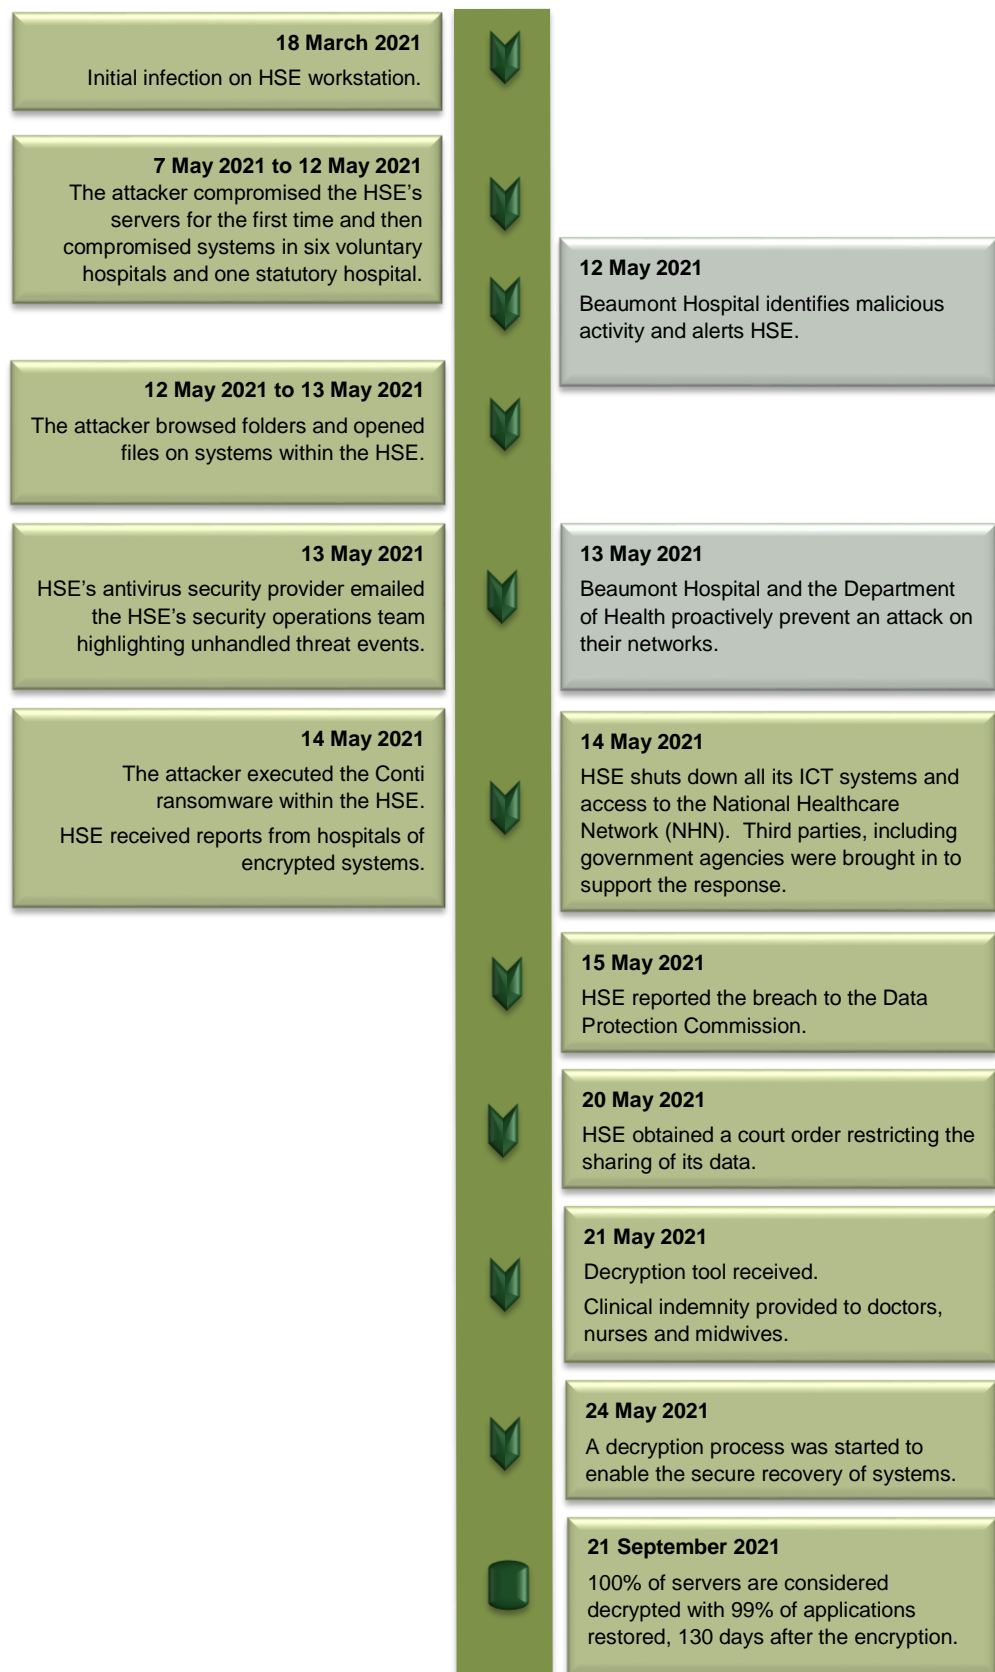 18 March 2021
Initial infection on HSE workstation.
7 May 2021 to 12 May 2021
The attacker compromised the HSE's
servers for the first time and then
compromised systems in six voluntary
hospitals and one statutory hospital.
12 May 2021
Beaumont Hospital identifies malicious
activity and alerts HSE.
12 May 2021 to 13 May 2021
The attacker browsed folders and opened
files on systems within the HSE.
13 May 2021
HSE's antivirus security provider emailed
the HSE's security operations team
highlighting unhandled threat events.
13 May 2021
Beaumont Hospital and the Department
of Health proactively prevent an attack on
their networks.
14 May 2021
The attacker executed the Conti
ransomware within the HSE.
HSE received reports from hospitals of
encrypted systems.
14 May 2021
HSE shuts down all its ICT systems and
access to the National Healthcare
Network (NHN).  Third parties, including
government agencies were brought in to
support the response.
15 May 2021
HSE reported the breach to the Data
Protection Commission.
20 May 2021
HSE obtained a court order restricting the
sharing of its data.
21 May 2021
Decryption tool received.
Clinical indemnity provided to doctors,
nurses and midwives.
24 May 2021
A decryption process was started to
enable the secure recovery of systems.
21 September 2021
100% of servers are considered
decrypted with 99% of applications
restored, 130 days after the encryption.